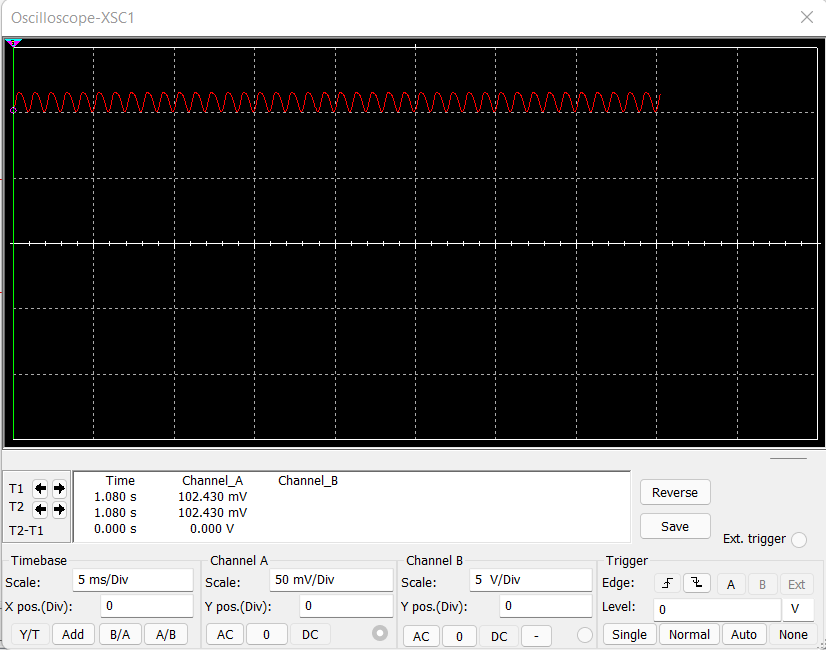 Oscilloscope-XSC1
T1
T2
T2-T1
Time Channel_A Channel_B
1.080 s 102.430 mV
1.080 s 102.430 mV
0.000 s 0.000 V
Reverse
Save
Ext. trigger
Timebase
Scale: 5 ms/Div
X pos.(Div): 0
Y/T Add B/A A/B
Channel A
Scale: 50 mV/Div
Y pos.(Div): 0
AC 0 DC
Channel B
Scale: 5 V/Div
Y pos.(Div): 0
AC 0 DC -
Trigger
Edge: A B Ext
Level: 0 V
Single Normal Auto None